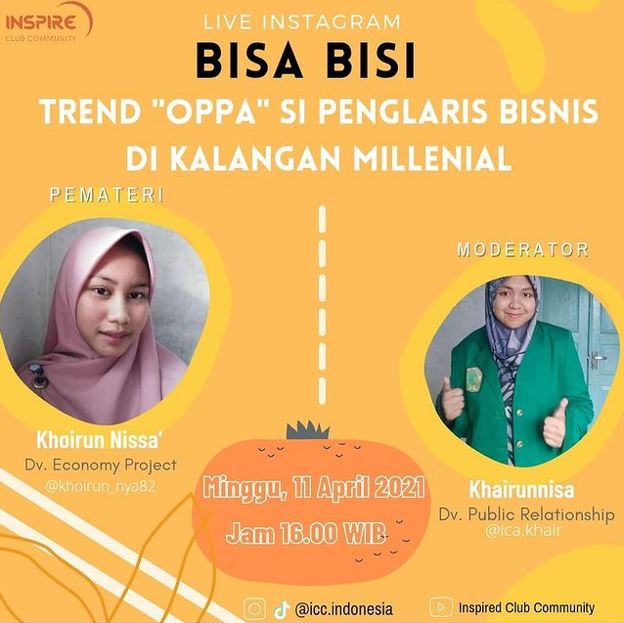 INSPIRE
CLUB COMMUNITY
LIVE INSTAGRAM
BISA BISI
TREND "OPPA" SI PENGLARIS BISNIS
DI KALANGAN MILLENIAL
PEMATERI
MODERATOR
Khoirun Nissa'
Dv. Economy Project
@khoirun_nya82
Minggu, 11 April 2021
Jam 16.00 WIB
Khairunnisa
Dv. Public Relationship
@ica.khair
@icc.indonesia
Inspired Club Community